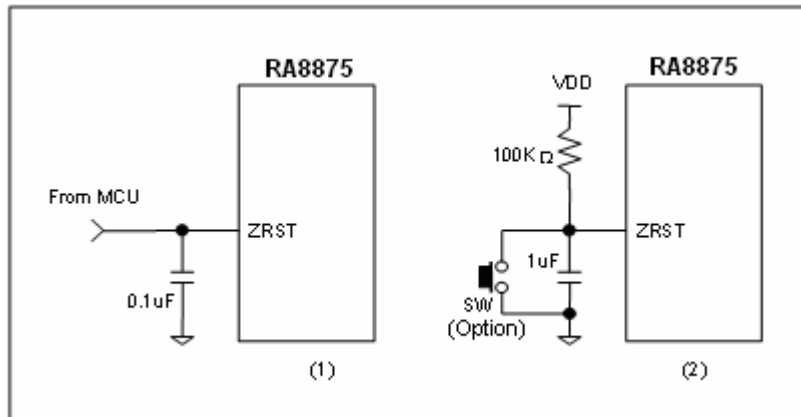 RA8875
From MCU
ZRST
0.1uF
(1)
RA8875
VDD
100KΩ
ZRST
1uF
SW
(Option)
(2)